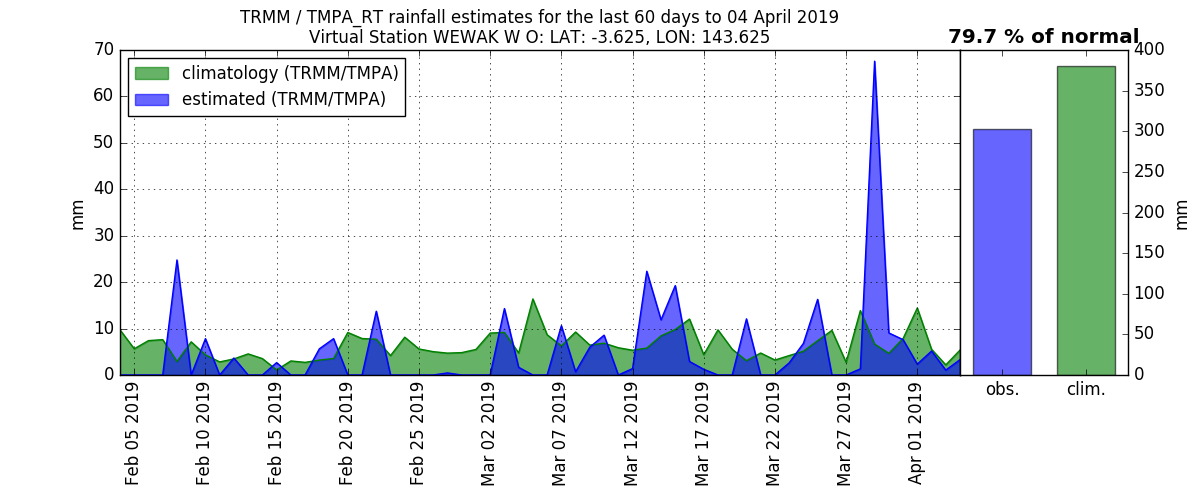 TRMM / TMPA_RT rainfall estimates for the last 60 days to 04 April 2019
Virtual Station WEWAK W O: LAT: -3.625, LON: 143.625
79.7 % of normal
climatology (TRMM/TMPA)
estimated (TRMM/TMPA)
mm
70
60
50
40
30
20
10
0
Feb 05 2019
Feb 10 2019
Feb 15 2019
Feb 20 2019
Feb 25 2019
Mar 02 2019
Mar 07 2019
Mar 12 2019
Mar 17 2019
Mar 22 2019
Mar 27 2019
Apr 01 2019
obs.
clim.
400
350
300
250
200
150
100
50
0
mm